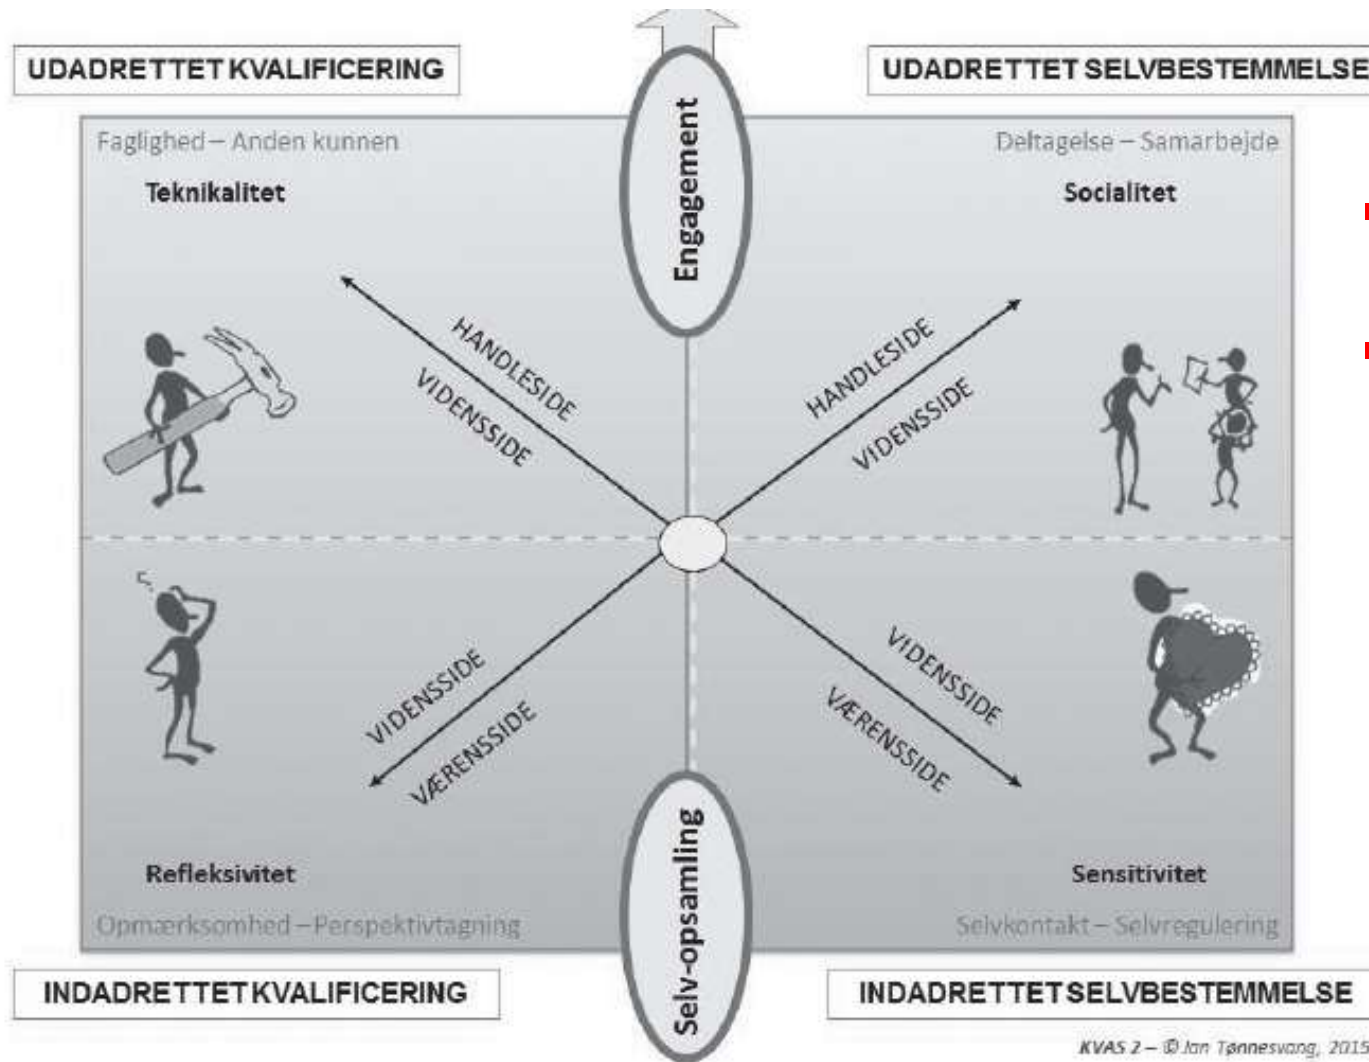 UDADRETTET KVALIFICERING
UDADRETTET SELVBESTEMMELSE
Engagement
Faglighed – Anden kunnen
Teknikalitet
Deltagelse – Samarbejde
Socialitet
HANDLESIDE
VIDENSSIDE
HANDLESIDE
VIDENSSIDE
VIDENSSIDE
VÆRENSSIDE
VIDENSSIDE
VÆRENSSIDE
Refleksivitet
Opmærksomhed – Perspektivtagning
Sensitivitet
Selvkontakt – Selvregulering
Selv-opsamling
INDADRETTET KVALIFICERING
INDADRETTET SELVBESTEMMELSE
KVAS 2 – © Jan Tønnesvang, 2015